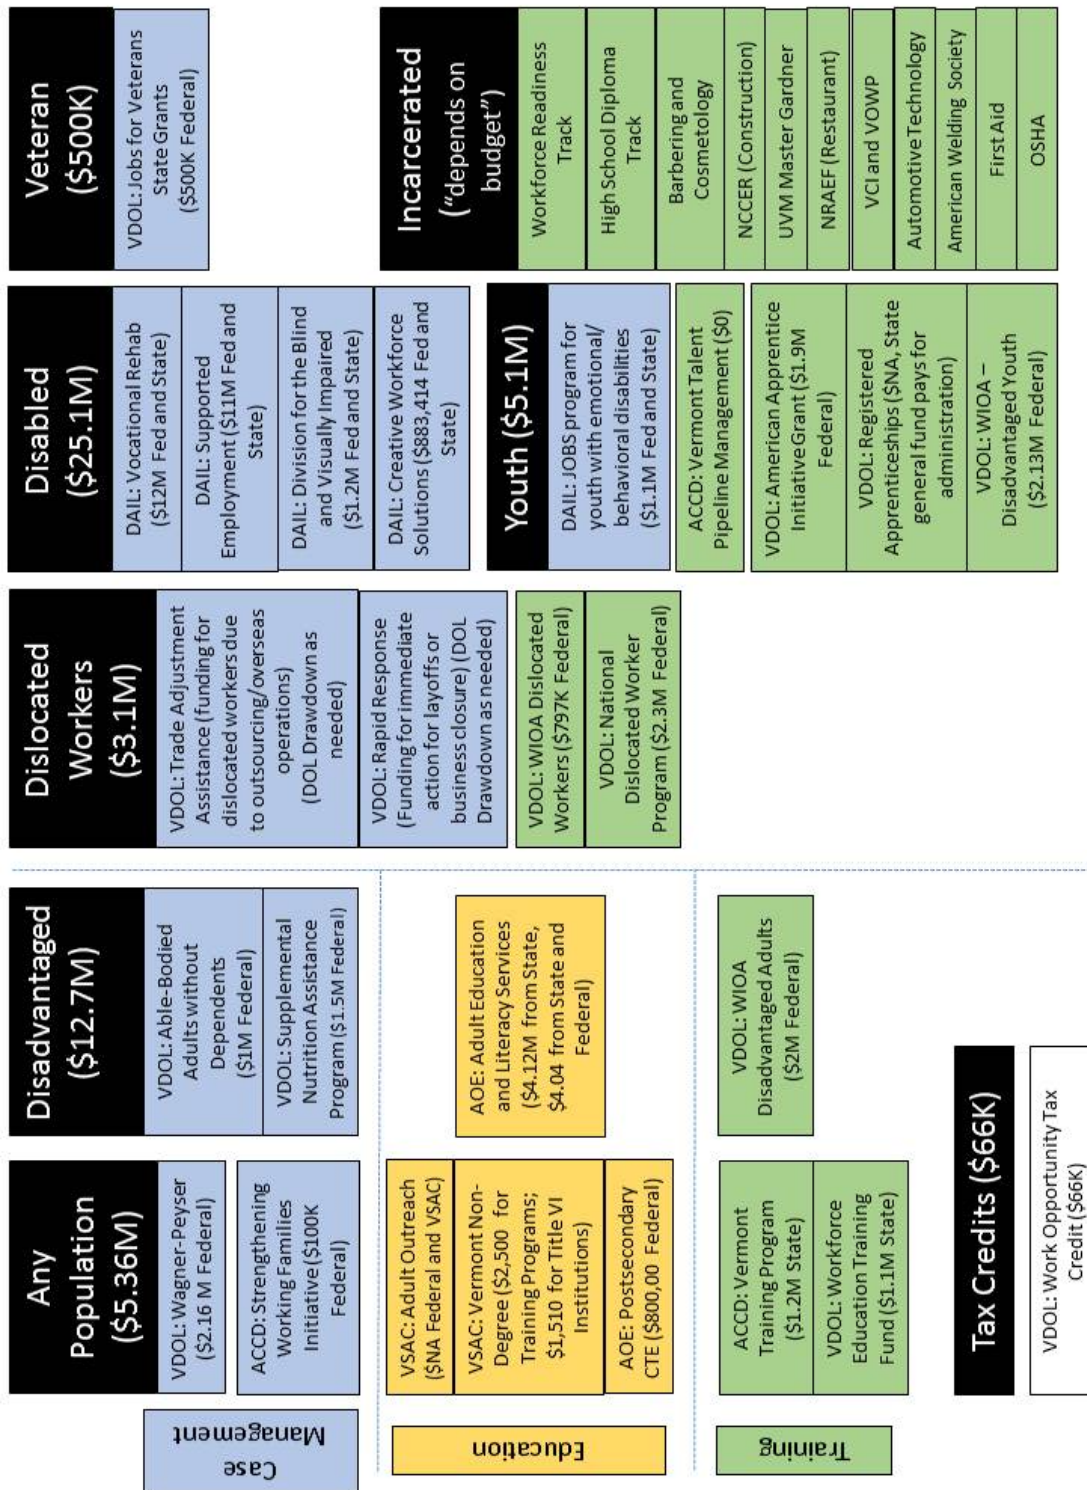 Any
Population
($5.36M)
VDOL: Wagner-Peyser
($2.16 M Federal)
ACCD: Strengthening
Working Families
Initiative ($100K
Federal)
VSAC: Adult Outreach
($NA Federal and VSAC)
VSAC: Vermont Non-
Degree ($2,500 for
Training Programs;
$1,510 for Title VI
Institutions)
AOE: Postsecondary
CTE ($800,00 Federal)
ACCD: Vermont
Training Program
($1.2M State)
VDOL: Workforce
Education Training
Fund ($1.1M State)
Disadvantaged
($12.7M)
VDOL: Able-Bodied
Adults without
Dependents
($1M Federal)
VDOL: Supplemental
Nutrition Assistance
Program ($1.5M Federal)
AOE: Adult Education
and Literacy Services
($4.12M from State,
$4.04 from State and
Federal)
VDOL: WIOA
Disadvantaged Adults
($2M Federal)
Tax Credits ($66K)
VDOL: Work Opportunity Tax
Credit ($66K)
Dislocated
Workers
($3.1M)
VDOL: Trade Adjustment
Assistance (funding for
dislocated workers due
to outsourcing/overseas
operations)
(DOL Drawdown as
needed)
VDOL: Rapid Response
(Funding for immediate
action for layoffs or
business closure) (DOL
Drawdown as needed)
VDOL: WIOA Dislocated
Workers ($797K Federal)
VDOL: National
Dislocated Worker
Program ($2.3M Federal)
Disabled
($25.1M)
DAIL: Vocational Rehab
($12M Fed and State)
DAIL: Supported
Employment ($11M Fed and
State)
DAIL: Division for the Blind
and Visually Impaired
($1.2M Fed and State)
DAIL: Creative Workforce
Solutions ($883,414 Fed and
State)
Youth ($5.1M)
DAIL: JOBS program for
youth with emotional/
behavioral disabilities
($1.1M Fed and State)
ACCD: Vermont Talent
Pipeline Management ($0)
VDOL: American Apprentice
Initiative Grant ($1.9M
Federal)
VDOL: Registered
Apprenticeships ($NA, State
general fund pays for
administration)
VDOL: WIOA –
Disadvantaged Youth
($2.13M Federal)
Veteran
($500K)
VDOL: Jobs for Veterans
State Grants
($500K Federal)
Incarcerated
("depends on
budget")
Workforce Readiness
Track
High School Diploma
Track
Barbering and
Cosmetology
NCCER (Construction)
UVM Master Gardner
NRAEF (Restaurant)
VCI and VOWP
Automotive Technology
American Welding Society
First Aid
OSHA
Case
Management
Education
Training